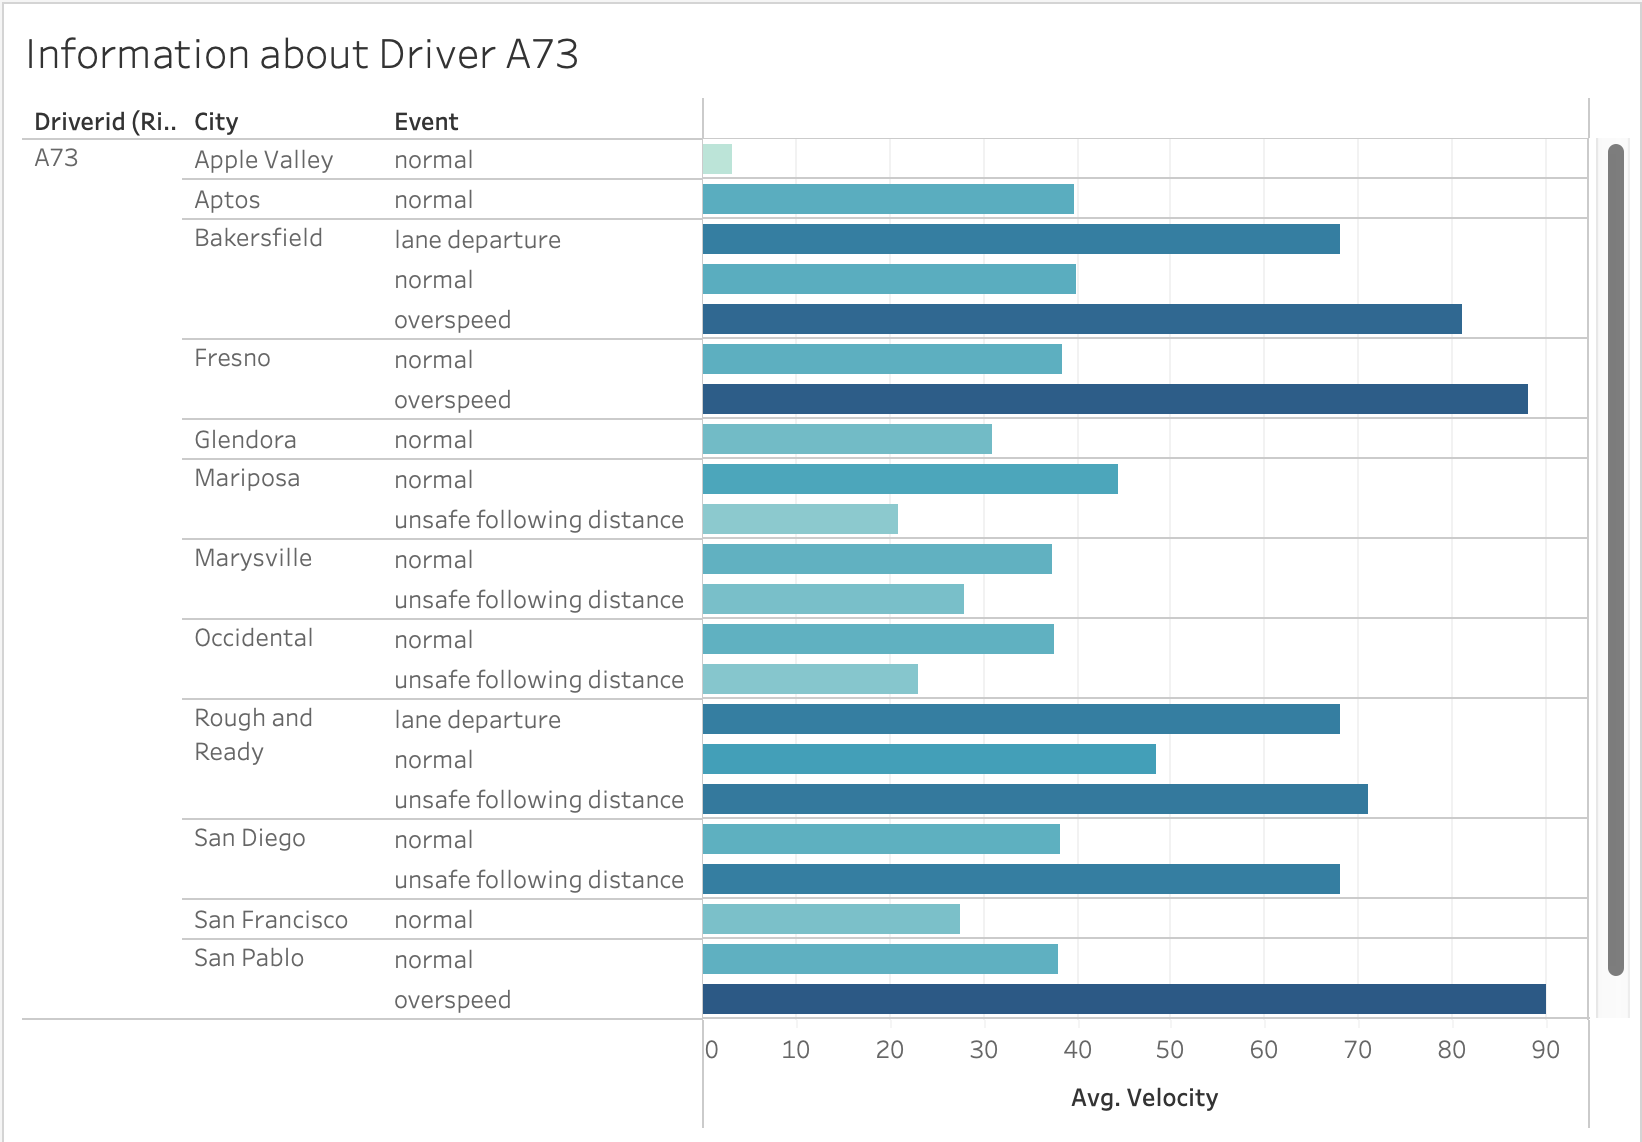 Information about Driver A73
Driverid (Ri.. City Event
A73 Apple Valley normal
Aptos normal
Bakersfield lane departure
normal
overspeed
Fresno normal
overspeed
Glendora normal
Mariposa normal
unsafe following distance
Marysville normal
unsafe following distance
Occidental normal
unsafe following distance
Rough and lane departure
Ready normal
unsafe following distance
San Diego normal
unsafe following distance
San Francisco normal
San Pablo normal
overspeed
0 10 20 30 40 50 60 70 80 90
Avg. Velocity